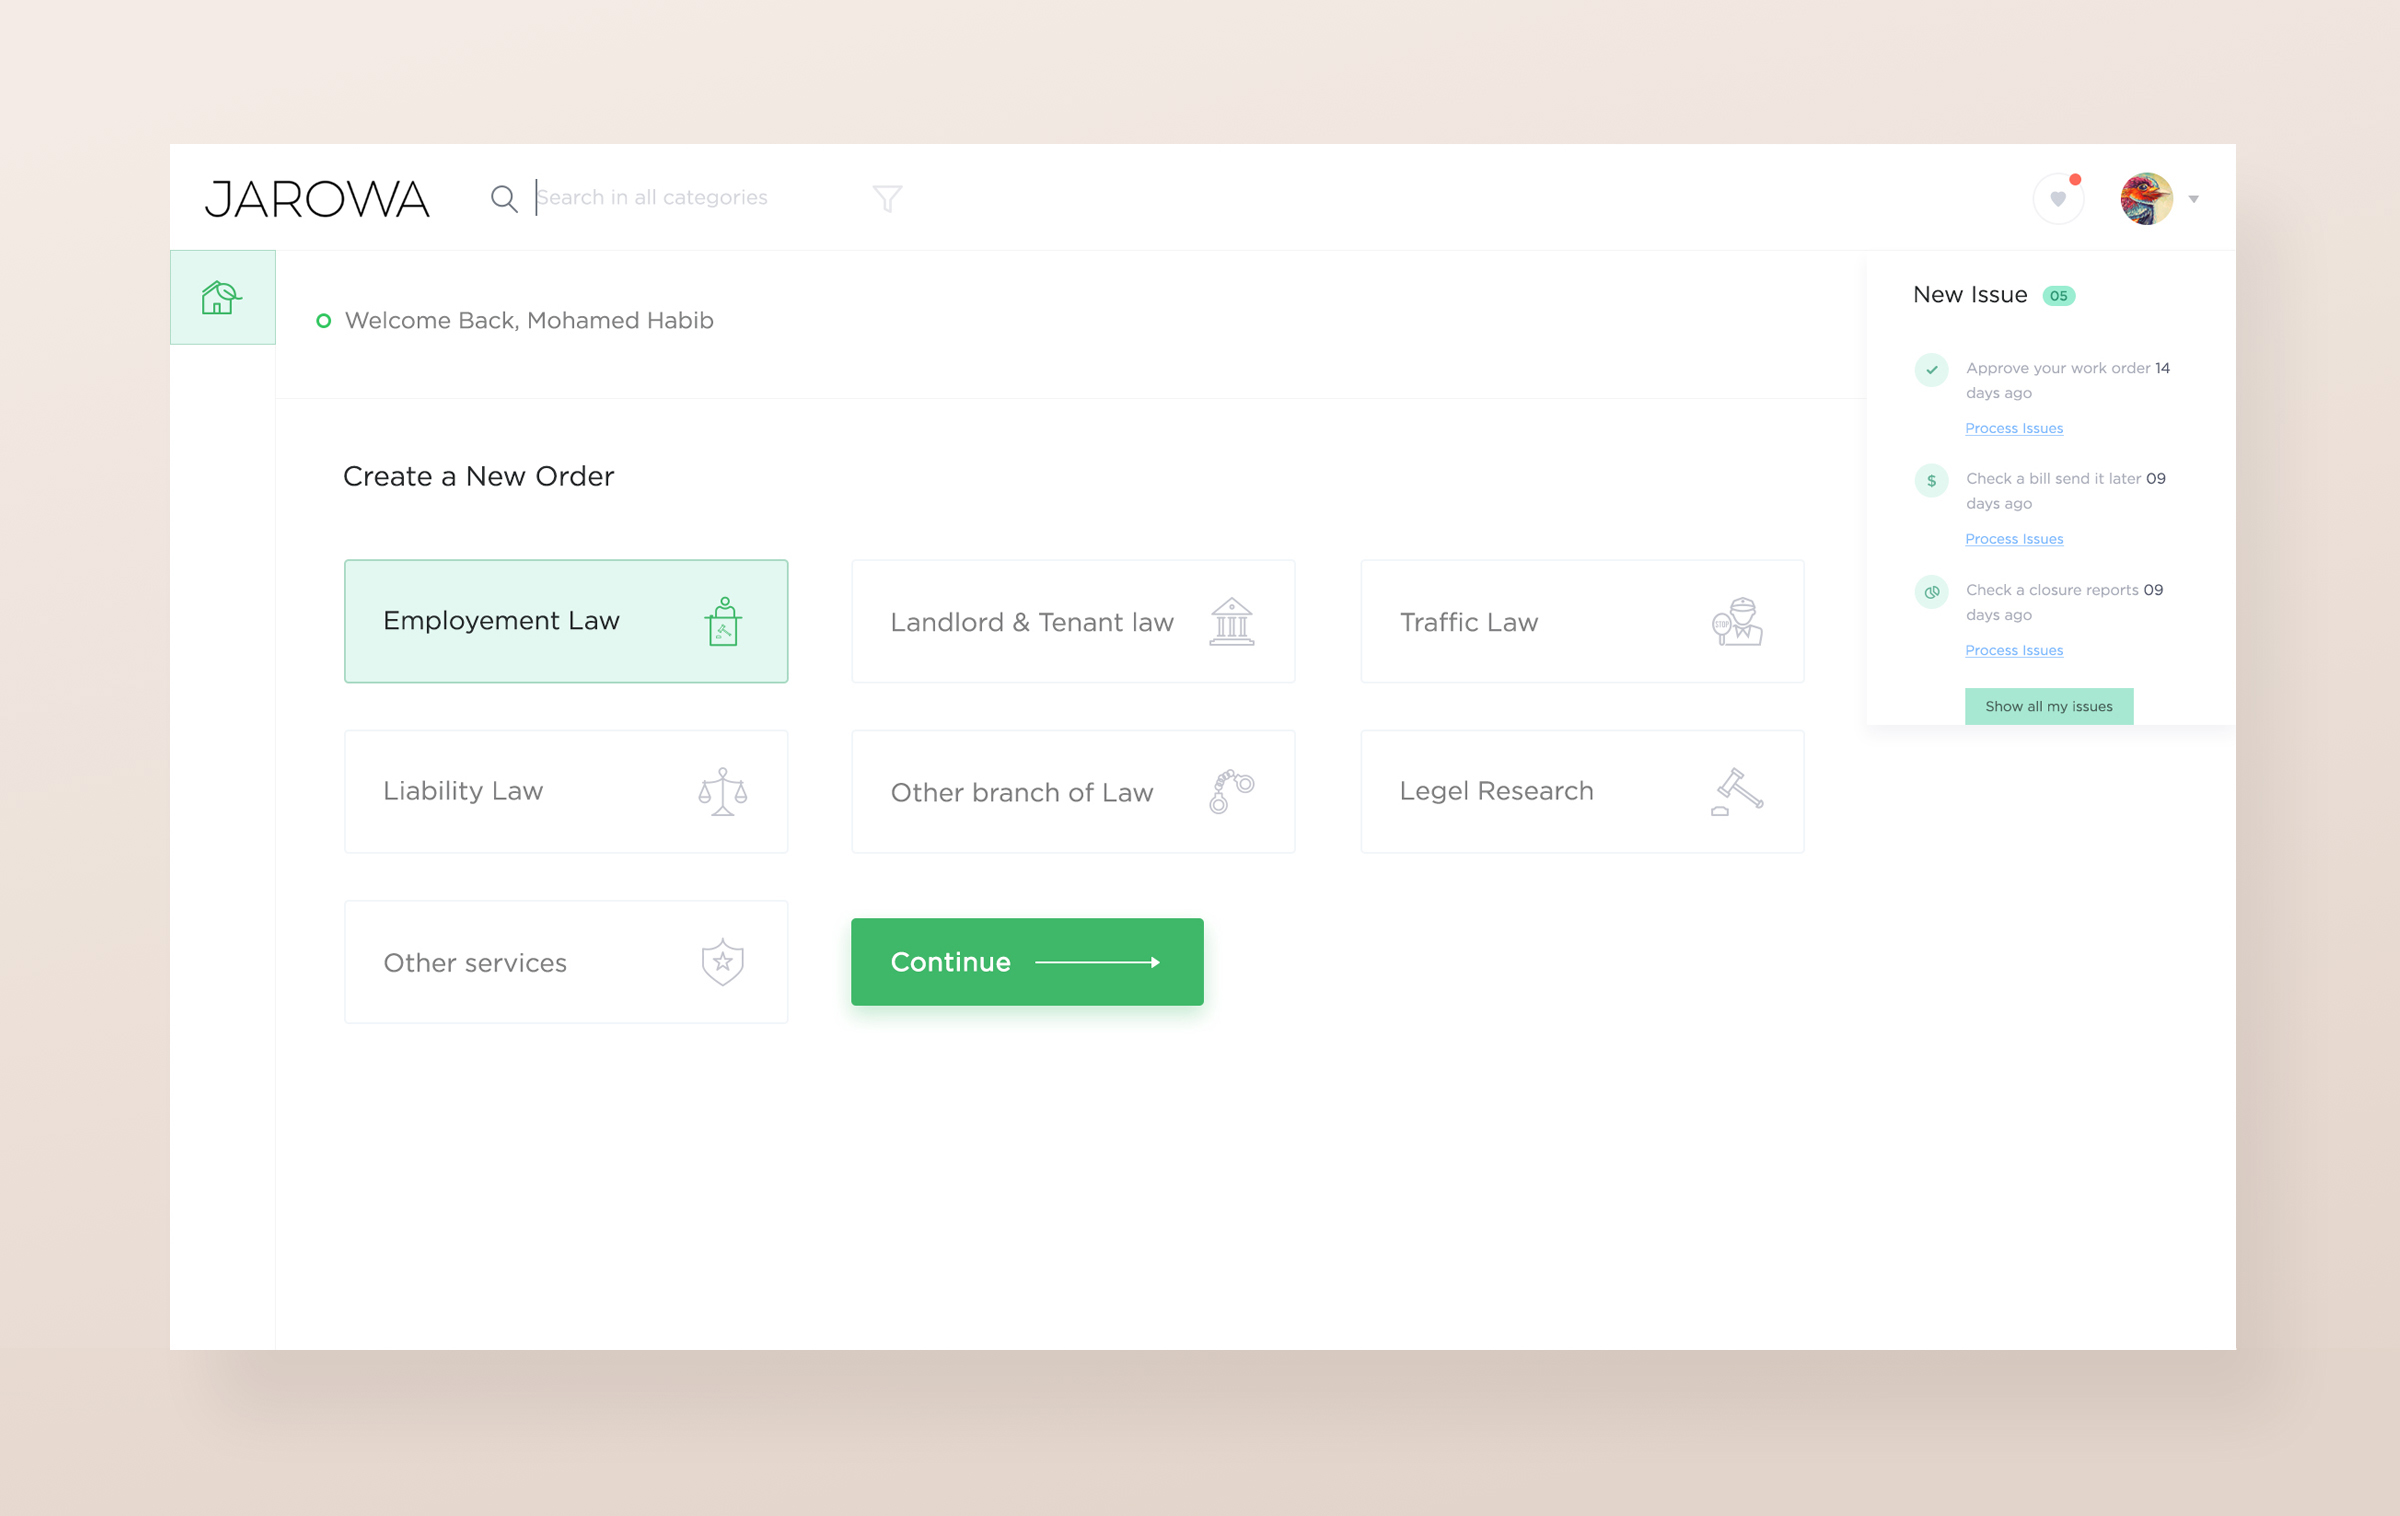 JAROWA
Search in all categories
Welcome Back, Mohamed Habib
New Issue 05
Approve your work order 14
days ago
Process Issues
Check a bill send it later 09
days ago
Process Issues
Check a closure reports 09
days ago
Process Issues
Show all my issues
Create a New Order
Employement Law
Landlord & Tenant law
Traffic Law
STOP
Liability Law
Other branch of Law
Legel Research
Other services
Continue